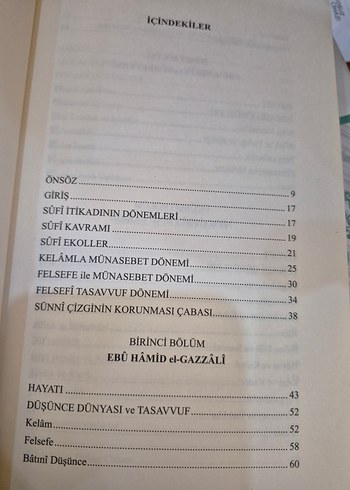 İÇİNDEKİLER
ÖNSÖZ 9
GİRİŞ 17
SÛFÎ İTİKADININ DÖNEMLERİ 17
SÛFÎ KAVRAMI 19
SÛFÎ EKOLLER 21
KELÂMLA MÜNASEBET DÖNEMİ 25
FELSEFE ile MÜNASEBET DÖNEMİ 30
FELSEFÎ TASAVVUF DÖNEMİ 34
SÜNNÎ ÇİZGİNİN KORUNMASI ÇABASI 38
BİRİNCİ BÖLÜM
EBÛ HÂMİD el-GAZZÂLÎ
HAYATI 43
DÜŞÜNCE DÜNYASI ve TASAVVUF 52
Kelâm 52
Felsefe 58
Bâtınî Düşünce 60